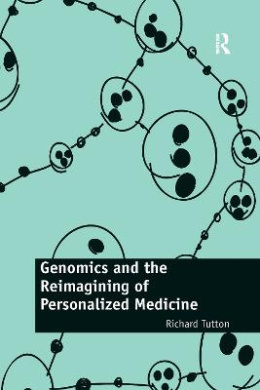 R
Genomics and the
Reimagining of
Personalized Medicine
Richard Tutton